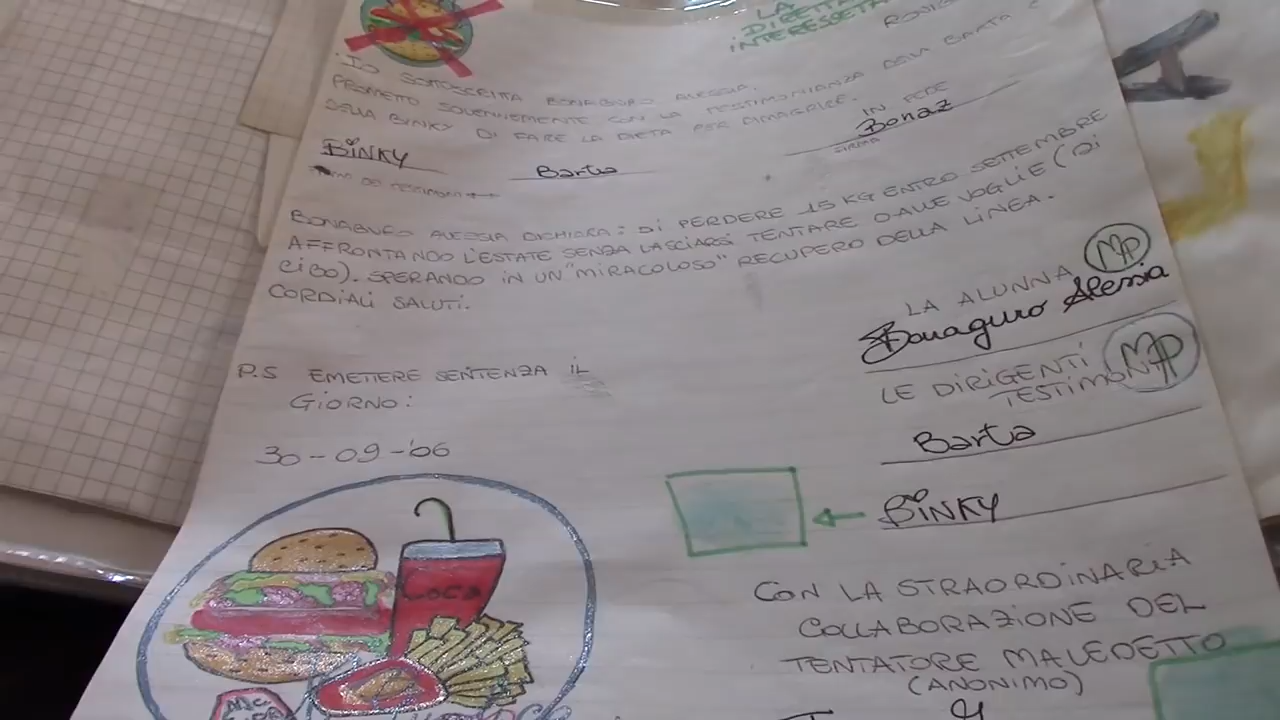 LA
DIRETTA
INTERESSETA
IO SOTTOSCRITTA BONAGURO ALESSIA,
PROMETTO SOLENNEMENTE CON LA TESTIMONIANZA DELLA BARTA E
DELLA BINKY DI FARE LA DIETA PER DIMAGRIRE.
IN FEDE
Bonaz
FIRMA
BINKY
Barta
BONAGURO ALESSIA DICHIARA: DI PERDERE 15 KG ENTRO SETTEMBRE
AFFRONTANDO L'ESTATE SENZA LASCIARSI TENTARE DALLE VOGLIE (DI
CIBO). SPERANDO IN UN "MIRACOLOSO" RECUPERO DELLA LINEA.
CORDIALI SALUTI.
LA ALUNNA
MP
Bonaguro Alessia
LE DIRIGENTI
TESTIMONI
MP
Barta
BINKY
P.S EMETTERE SENTENZA IL
GIORNO:
30-09-'06
COCA
CON LA STRAORDINARIA
COLLABORAZIONE DEL
TENTATORE MALEDETTO
(ANONIMO)